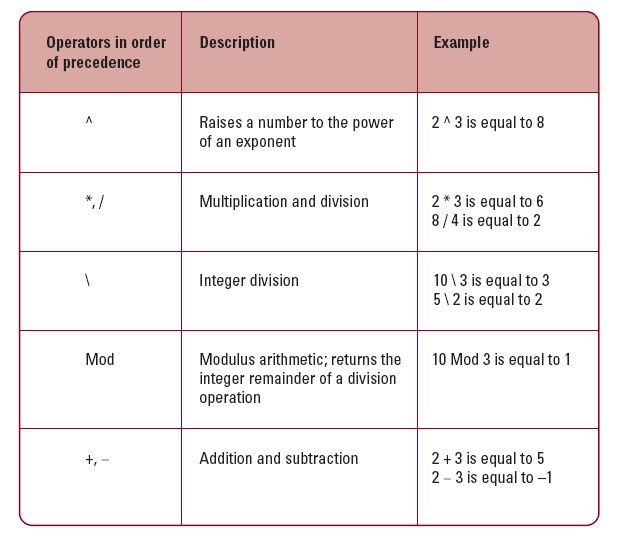 Operators in order
of precedence
Description
Example
^
Raises a number to the power
of an exponent
2 ^ 3 is equal to 8
*, /
Multiplication and division
2 * 3 is equal to 6
8 / 4 is equal to 2
\
Integer division
10 \ 3 is equal to 3
5 \ 2 is equal to 2
Mod
Modulus arithmetic; returns the
integer remainder of a division
operation
10 Mod 3 is equal to 1
+, –
Addition and subtraction
2 + 3 is equal to 5
2 – 3 is equal to –1